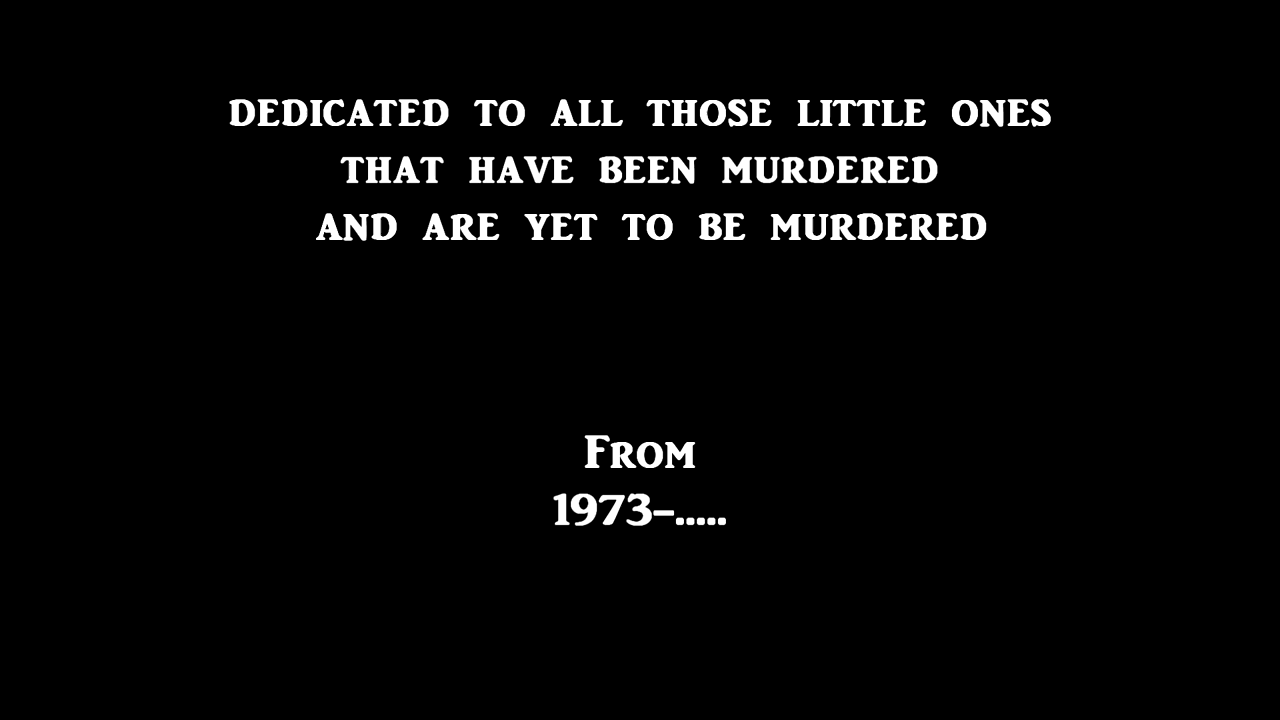 DEDICATED TO ALL THOSE LITTLE ONES
THAT HAVE BEEN MURDERED
AND ARE YET TO BE MURDERED
FROM
1973-.....